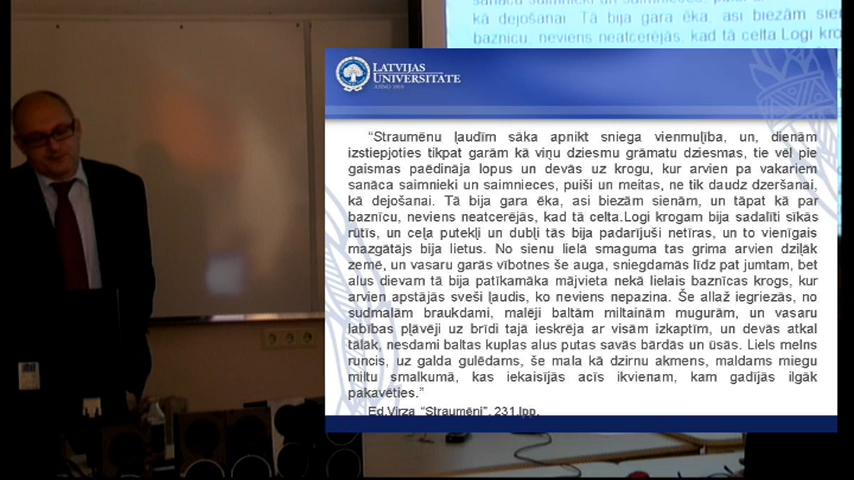 sanāca saimnieki un saimnieces, puiši
kā dejošanai. Tā bija gara ēka, asi biezām sien
baznīcu, neviens neatcerējās, kad tā celta Logi kro
LATVIJAS
UNIVERSITĀTE
ANNO 1919
“Straumēnu ļaudīm sāka apnikt sniega vienmuļība, un, dienām
izstiepjoties tikpat garām kā viņu dziesmu grāmatu dziesmas, tie vēl pie
gaismas paēdināja lopus un devās uz krogu, kur arvien pa vakariem
sanāca saimnieki un saimnieces, puiši un meitas, ne tik daudz dzeršanai,
kā dejošanai. Tā bija gara ēka, asi biezām sienām, un tāpat kā par
baznīcu, neviens neatcerējās, kad tā celta.Logi krogam bija sadalīti sīkās
rūtīs, un ceļa putekļi un dubļi tās bija padarījuši netīras, un to vienīgais
mazgātājs bija lietus. No sienu lielā smaguma tas grima arvien dziļāk
zemē, un vasaru garās vībotnes še auga, sniegdamās līdz pat jumtam, bet
alus dievam tā bija patīkamāka mājvieta nekā lielais baznīcas krogs, kur
arvien apstājās sveši ļaudis, ko neviens nepazina. Še allaž iegriezās, no
sudmalām braukdami, malēji baltām miltainām mugurām, un vasaru
labības pļāvēji uz brīdi tajā ieskrēja ar visām izkaptīm, un devās atkal
tālāk, nesdami baltas kuplas alus putas savās bārdās un ūsās. Liels melns
runcis, uz galda gulēdams, še mala kā dzirnu akmens, maldams miegu
miltu smalkumā, kas iekaisījās acīs ikvienam, kam gadījās ilgāk
pakavēties.”
Ed.Virza “Straumēni”, 231.lpp.